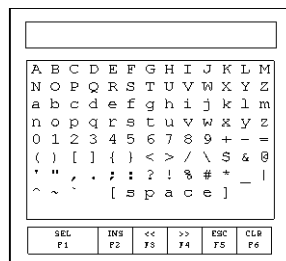 A B C D E F G H I J K L M
N O P Q R S T U V W X Y Z
a b c d e f g h i j k l m
n o p q r s t u v w x y z
0 1 2 3 4 5 6 7 8 9 + - =
( ) [ ] { } < > / \ $ & @
' " , . ; : ? ! % # * _ |
^ ~ ` [ s p a c e ]
SEL INS << >> ESC CLR
F1 F2 F3 F4 F5 F6